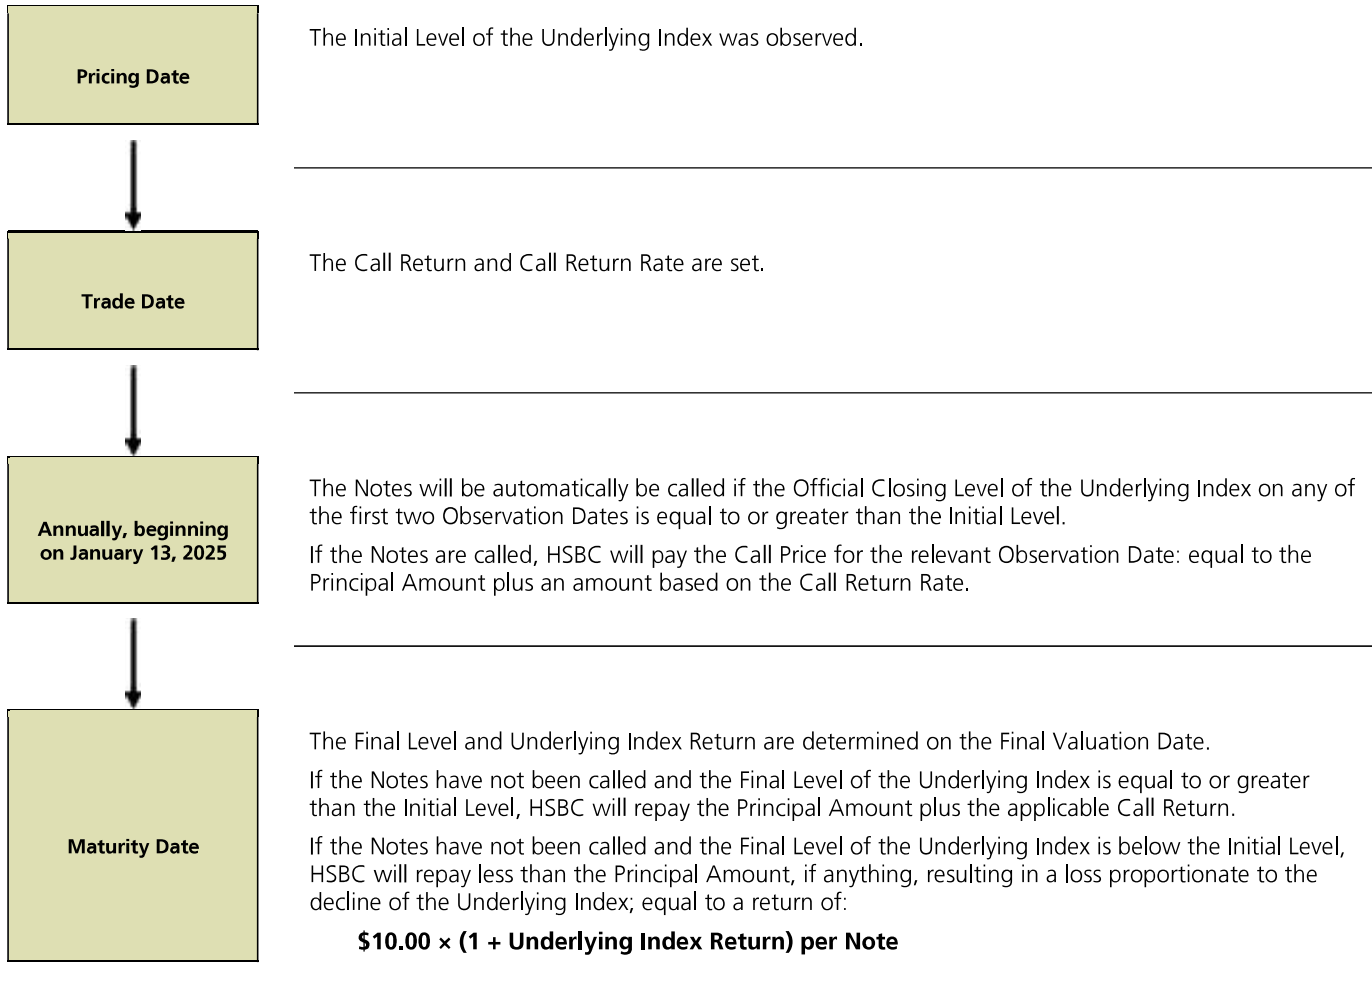 Pricing Date
The Initial Level of the Underlying Index was observed.
Trade Date
The Call Return and Call Return Rate are set.
Annually, beginning
on January 13, 2025
The Notes will be automatically be called if the Official Closing Level of the Underlying Index on any of
the first two Observation Dates is equal to or greater than the Initial Level.
If the Notes are called, HSBC will pay the Call Price for the relevant Observation Date: equal to the
Principal Amount plus an amount based on the Call Return Rate.
Maturity Date
The Final Level and Underlying Index Return are determined on the Final Valuation Date.
If the Notes have not been called and the Final Level of the Underlying Index is equal to or greater
than the Initial Level, HSBC will repay the Principal Amount plus the applicable Call Return.
If the Notes have not been called and the Final Level of the Underlying Index is below the Initial Level,
HSBC will repay less than the Principal Amount, if anything, resulting in a loss proportionate to the
decline of the Underlying Index; equal to a return of:
$10.00 × (1 + Underlying Index Return) per Note